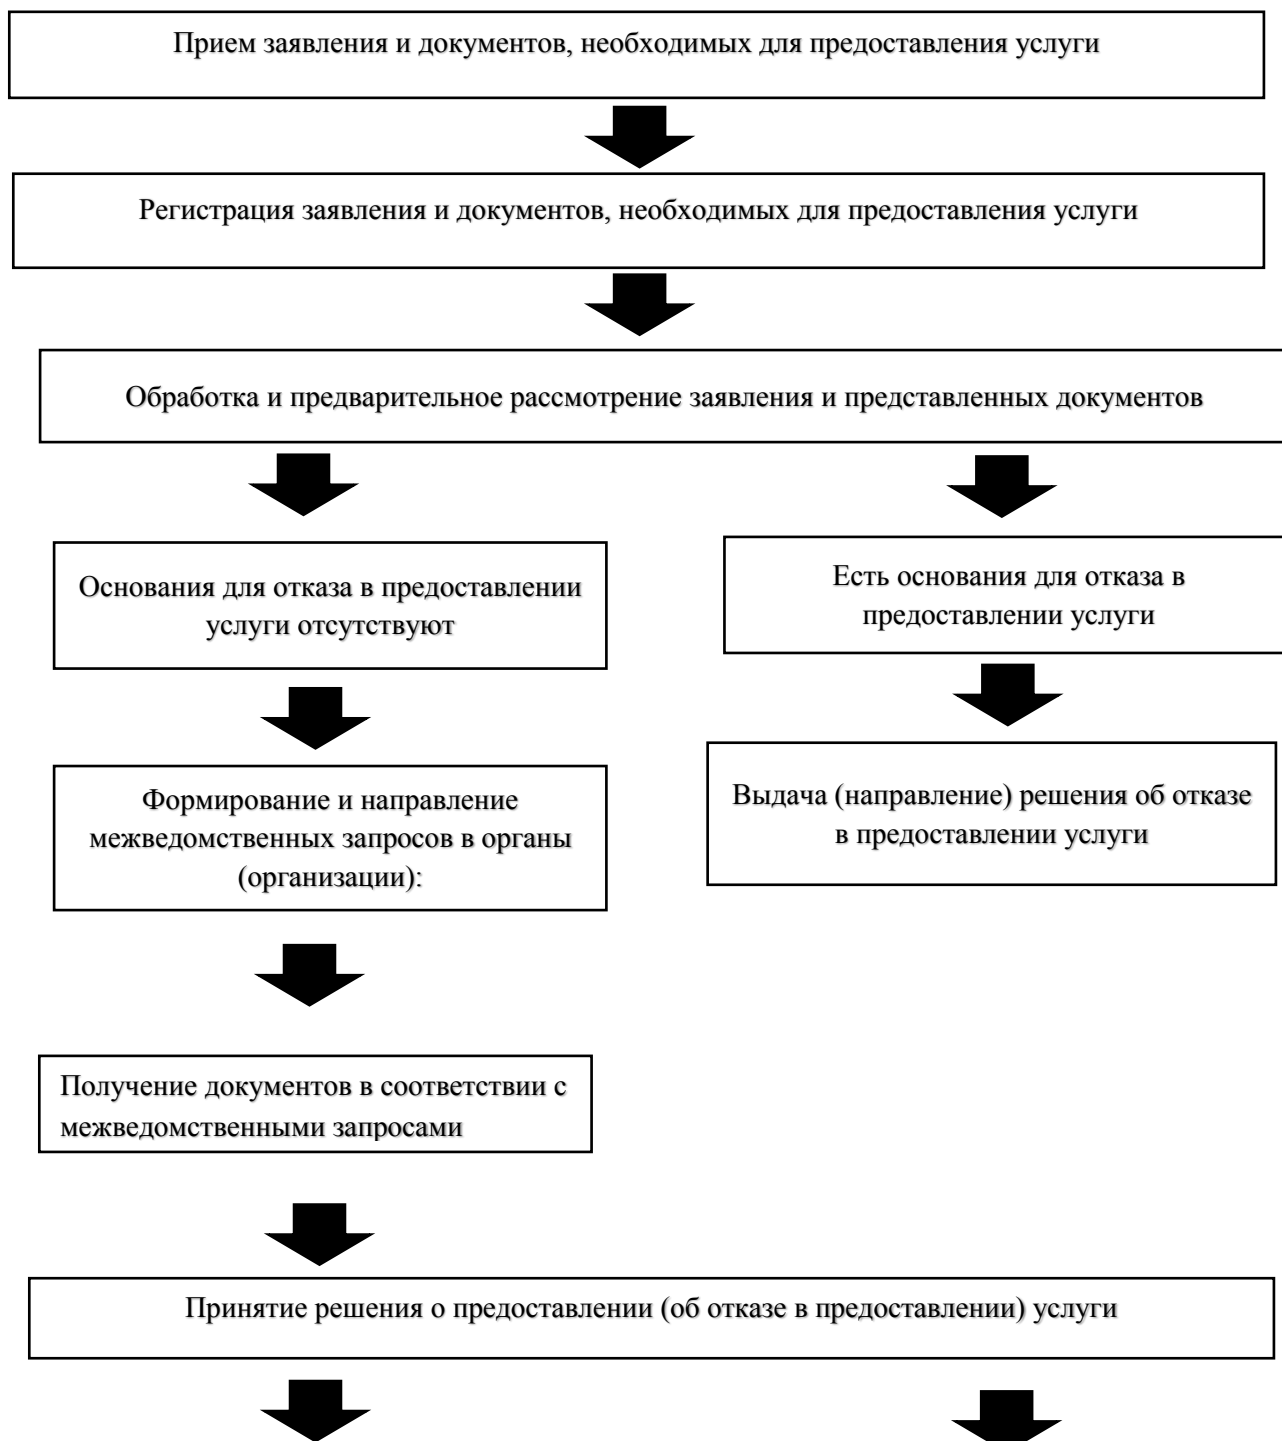 Прием заявления и документов, необходимых для предоставления услуги
Регистрация заявления и документов, необходимых для предоставления услуги
Обработка и предварительное рассмотрение заявления и представленных документов
Основания для отказа в предоставлении
услуги отсутствуют
Есть основания для отказа в
предоставлении услуги
Формирование и направление
межведомственных запросов в органы
(организации):
Выдача (направление) решения об отказе
в предоставлении услуги
Получение документов в соответствии с
межведомственными запросами
Принятие решения о предоставлении (об отказе в предоставлении) услуги